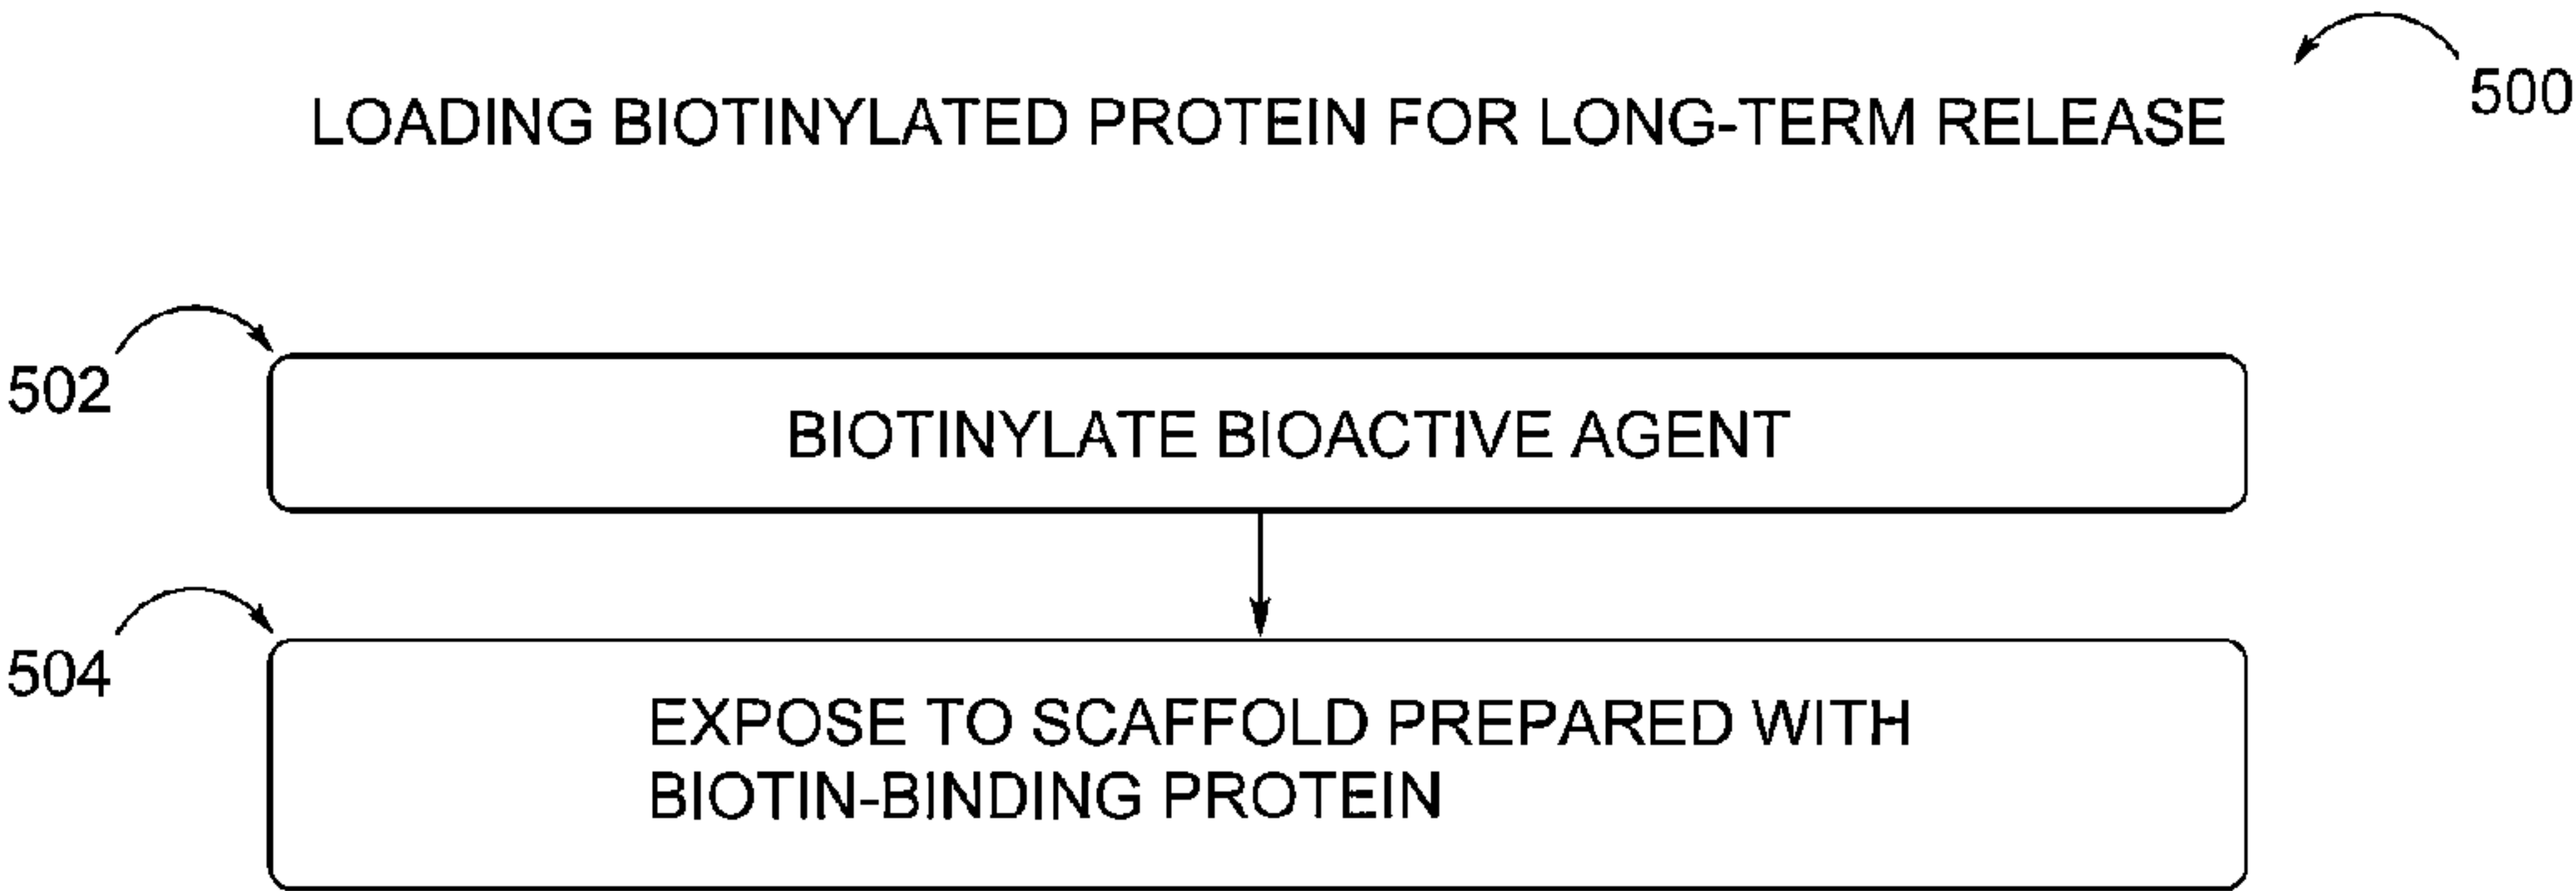 500
LOADING BIOTINYLATED PROTEIN FOR LONG-TERM RELEASE
502
BIOTINYLATE BIOACTIVE AGENT
504
EXPOSE TO SCAFFOLD PREPARED WITH
BIOTIN-BINDING PROTEIN